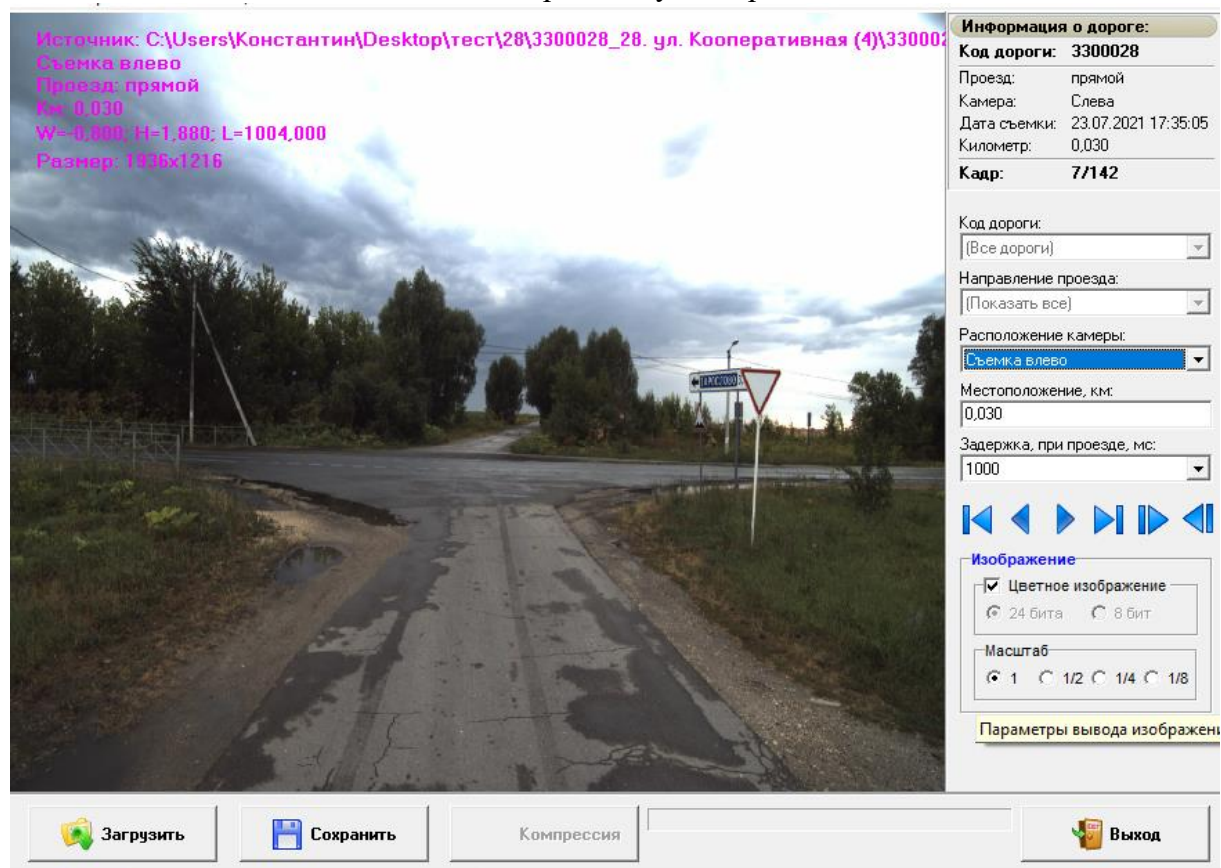 Источник: C:\Users\Константин\Desktop\тест\28\3300028_28. ул. Кооперативная (4)\33000
Съемка влево
Проезд: прямой
Км: 0,030
W=-0,800; H=1,880; L=1004,000
Размер: 1936x1216
Информация о дороге:
Код дороги: 3300028
Проезд: прямой
Камера: Слева
Дата съемки: 23.07.2021 17:35:05
Километр: 0,030
Кадр: 7/142
Код дороги:
(Все дороги)
Направление проезда:
(Показать все)
Расположение камеры:
Съемка влево
Местоположение, км:
0,030
Задержка, при проезде, мс:
1000
Изображение
Цветное изображение
24 бита 8 бит
Масштаб
1 1/2 1/4 1/8
Параметры вывода изображени
Загрузить Сохранить Компрессия Выход